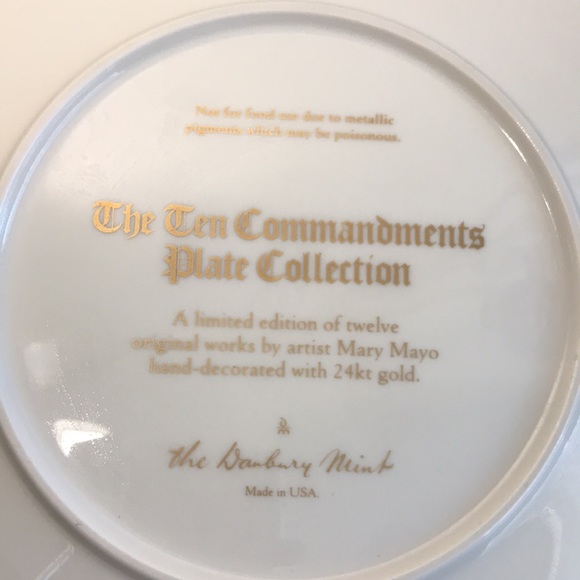 Not for food use due to metallic
pigments which may be poisonous.
The Ten Commandments
Plate Collection
A limited edition of twelve
original works by artist Mary Mayo
hand-decorated with 24kt gold.
the Danbury Mint
Made in USA.